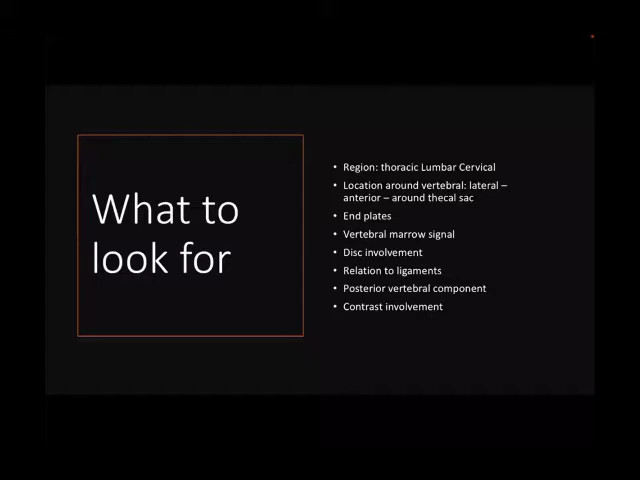 What to
look for
• Region: thoracic Lumbar Cervical
• Location around vertebral: lateral –
anterior – around thecal sac
• End plates
• Vertebral marrow signal
• Disc involvement
• Relation to ligaments
• Posterior vertebral component
• Contrast involvement